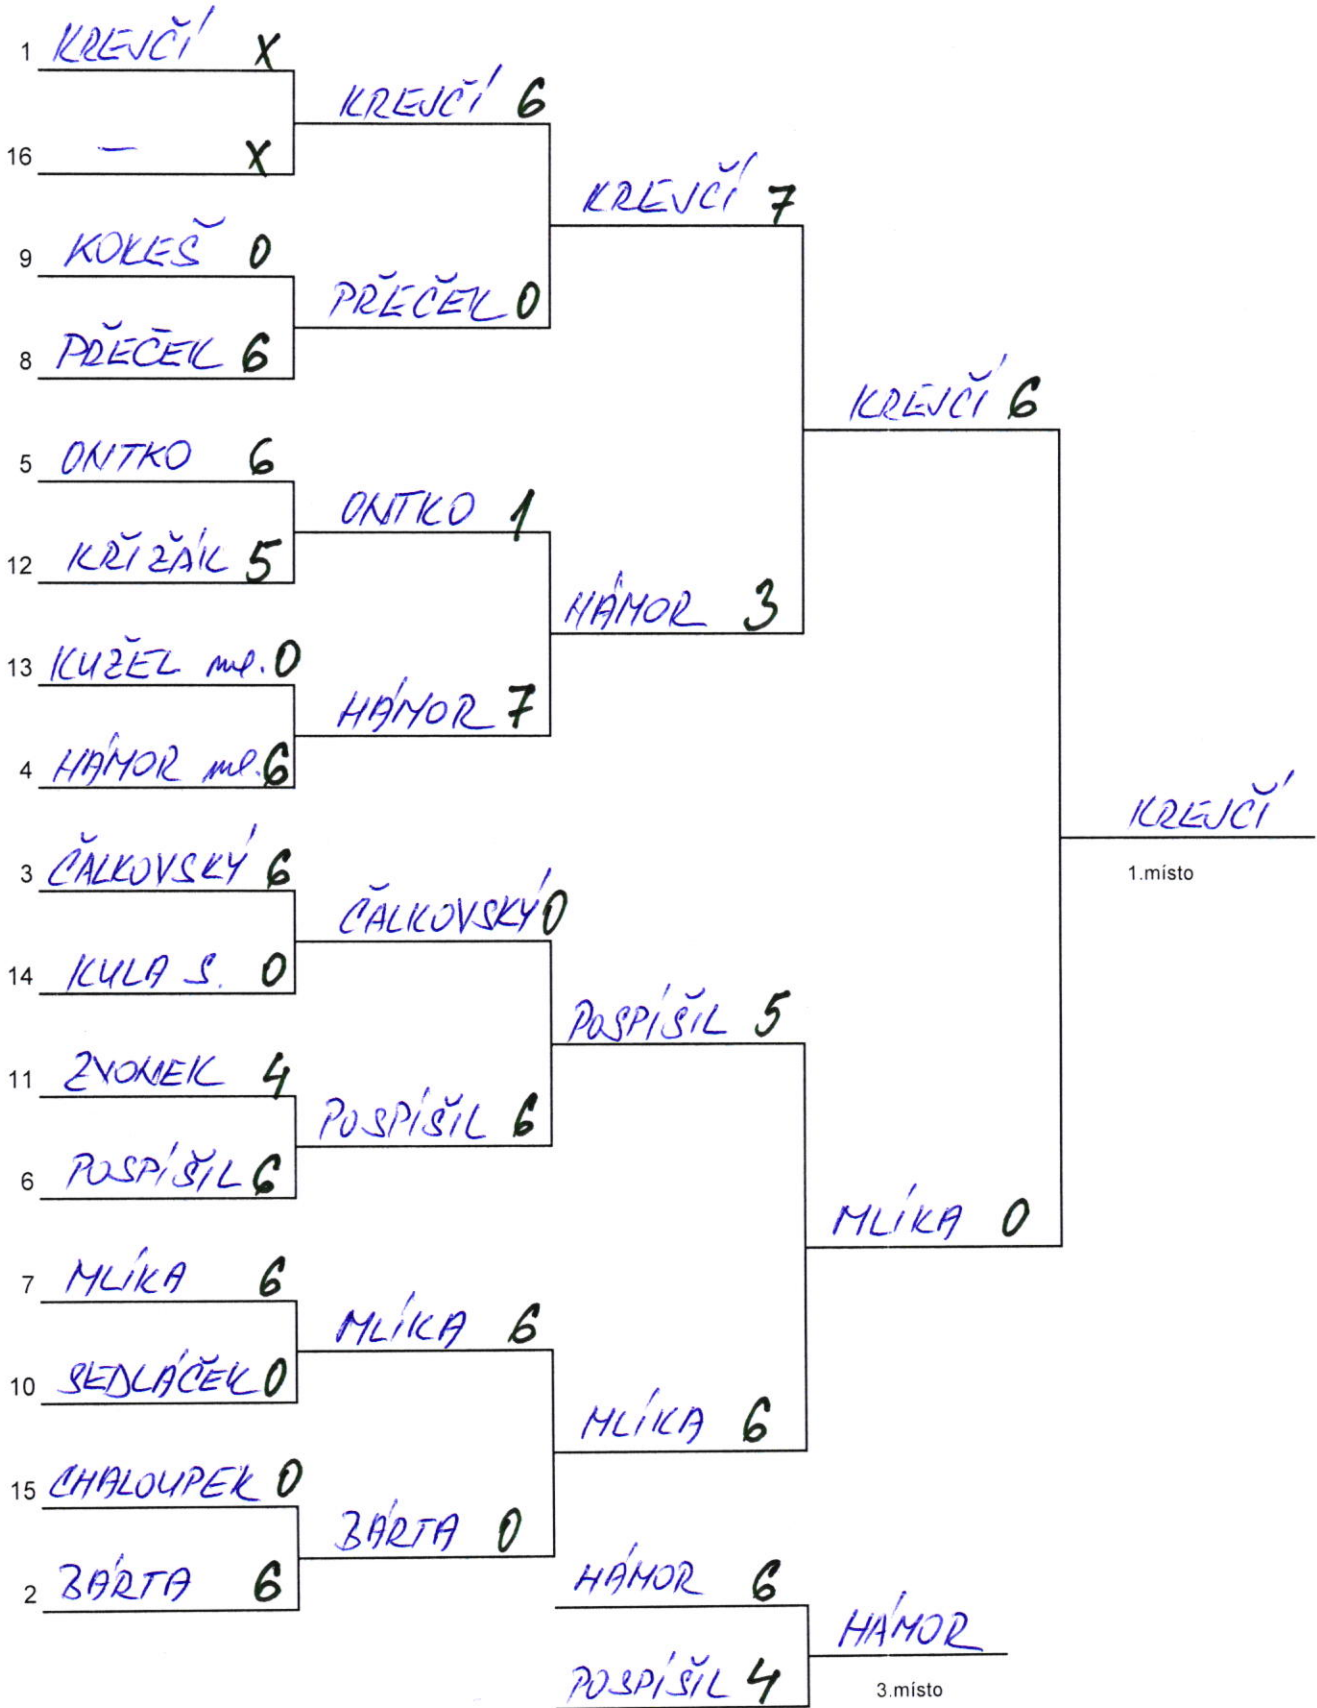 1 KREJČÍ X
16 – X
9 KOKEŠ 0
8 PŘEČEK 6
5 ONTKO 6
12 KŘIŽÁK 5
13 KUŽEL ml. 0
4 HÁMOR ml. 6
3 ČALKOVSKÝ 6
14 KULA S. 0
11 ZVONEK 4
6 POSPÍŠIL 6
7 MLÍKA 6
10 SEDLÁČEK 0
15 CHALOUPEK 0
2 BÁRTA 6
KREJČÍ 6
PŘEČEK 0
ONTKO 1
HÁMOR 7
ČALKOVSKÝ 0
POSPÍŠIL 6
MLÍKA 6
BÁRTA 0
KREJČÍ 7
HÁMOR 3
POSPÍŠIL 5
MLÍKA 6
KREJČÍ 6
MLÍKA 0
KREJČÍ
1.místo
HÁMOR 6
POSPÍŠIL 4
HÁMOR
3.místo